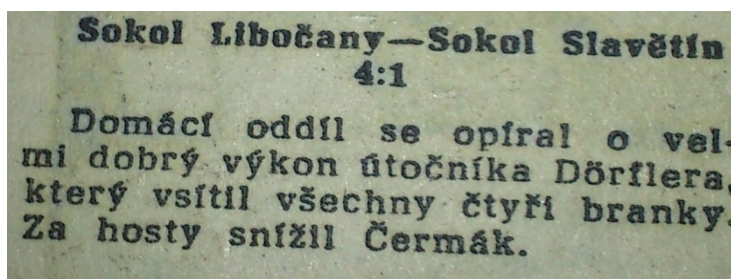 Sokol Libočany—Sokol Slavětín
4:1
Domácí oddíl se opíral o vel-
mi dobrý výkon útočníka Dörflera,
který vsítil všechny čtyři branky.
Za hosty snížil Čermák.